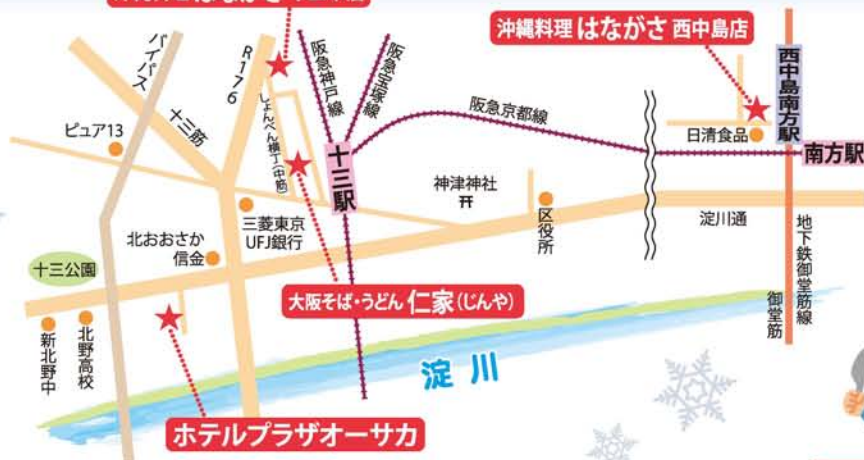 沖縄料理 はながさ 西中島店
バイパス
R176
阪急神戸線
阪急宝塚線
西中島南方駅
十三筋
しょんべん横丁(中筋)
阪急京都線
ピュア13
日清食品
十三駅
南方駅
神津神社
三菱東京
UFJ銀行
区役所
淀川通
北おおさか
信金
地下鉄御堂筋線
十三公園
大阪そば・うどん 仁家(じんや)
御堂筋
新北野中
北野高校
淀川
ホテルプラザオーサカ